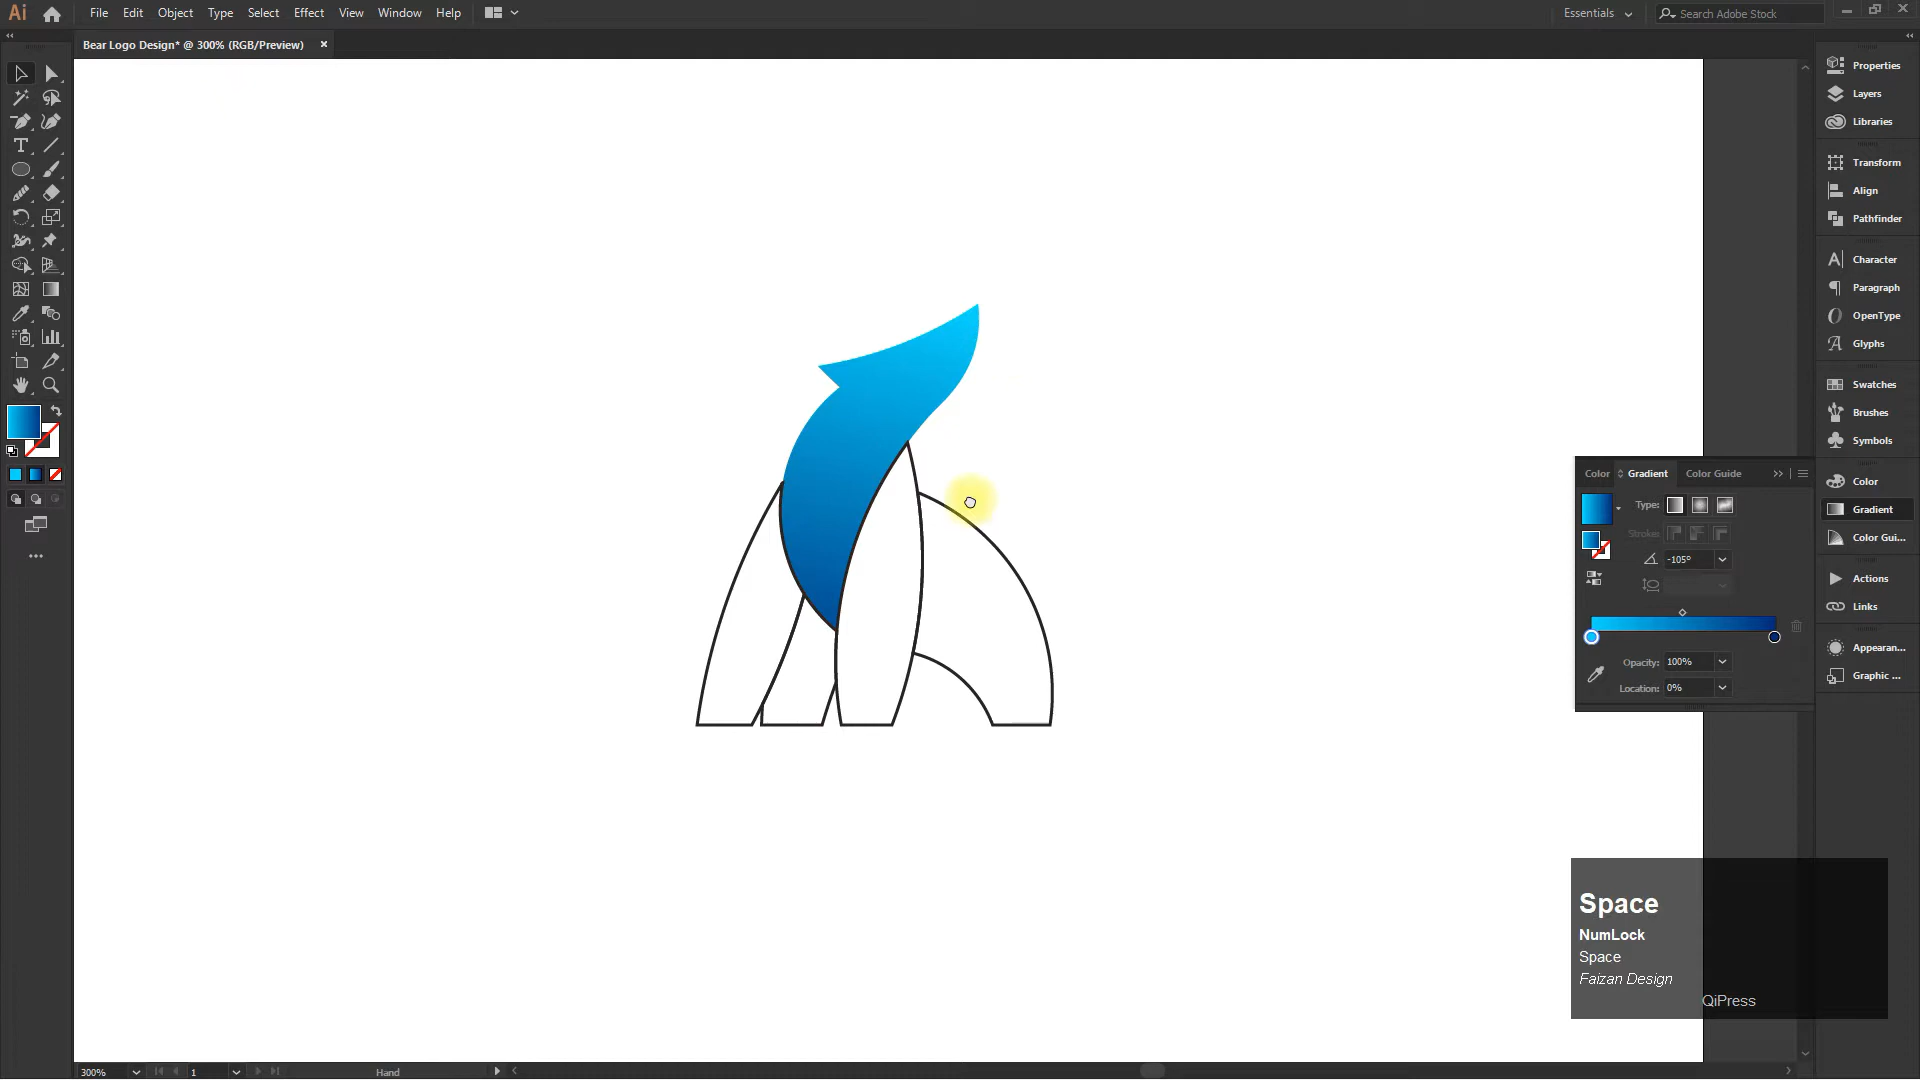 Ai
File Edit Object Type Select Effect View Window Help
Essentials
Search Adobe Stock
Bear Logo Design* @ 300% (RGB/Preview) ×
Properties
Layers
Libraries
Transform
Align
Pathfinder
Character
Paragraph
OpenType
Glyphs
Swatches
Brushes
Symbols
Color
Gradient
Color Gui...
Actions
Links
Appearan...
Graphic ...
Color Gradient Color Guide
Type:
Stroke:
-105°
Opacity: 100%
Location: 0%
Space
NumLock
Space
Faizan Design
QiPress
300%
1
Hand